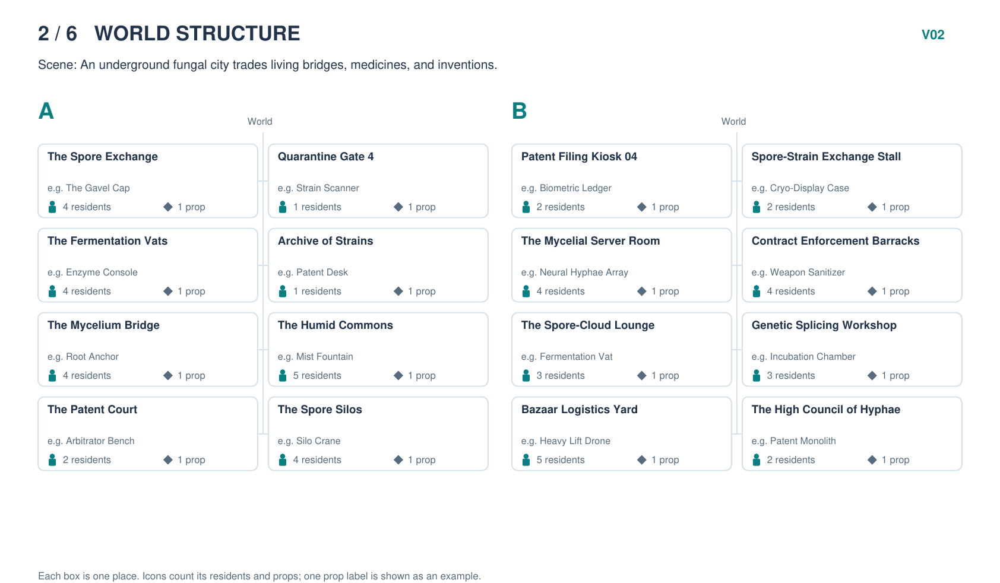 2 / 6 WORLD STRUCTURE
V02
Scene: An underground fungal city trades living bridges, medicines, and inventions.
A
World
The Spore Exchange
e.g. The Gavel Cap
4 residents
1 prop
Quarantine Gate 4
e.g. Strain Scanner
1 residents
1 prop
The Fermentation Vats
e.g. Enzyme Console
4 residents
1 prop
Archive of Strains
e.g. Patent Desk
1 residents
1 prop
The Mycelium Bridge
e.g. Root Anchor
4 residents
1 prop
The Humid Commons
e.g. Mist Fountain
5 residents
1 prop
The Patent Court
e.g. Arbitrator Bench
2 residents
1 prop
The Spore Silos
e.g. Silo Crane
4 residents
1 prop
B
World
Patent Filing Kiosk 04
e.g. Biometric Ledger
2 residents
1 prop
Spore-Strain Exchange Stall
e.g. Cryo-Display Case
2 residents
1 prop
The Mycelial Server Room
e.g. Neural Hyphae Array
4 residents
1 prop
Contract Enforcement Barracks
e.g. Weapon Sanitizer
4 residents
1 prop
The Spore-Cloud Lounge
e.g. Fermentation Vat
3 residents
1 prop
Genetic Splicing Workshop
e.g. Incubation Chamber
3 residents
1 prop
Bazaar Logistics Yard
e.g. Heavy Lift Drone
5 residents
1 prop
The High Council of Hyphae
e.g. Patent Monolith
2 residents
1 prop
Each box is one place. Icons count its residents and props; one prop label is shown as an example.